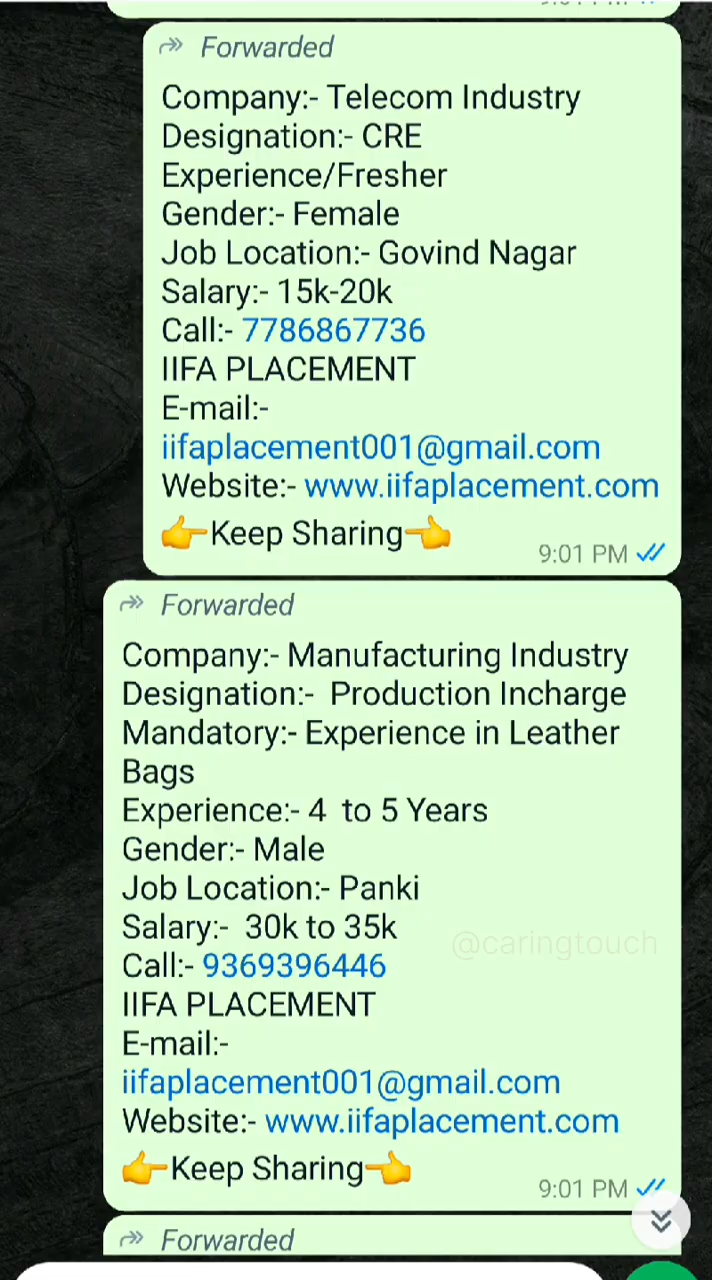 Forwarded
Company:- Telecom Industry
Designation:- CRE
Experience/Fresher
Gender:- Female
Job Location:- Govind Nagar
Salary:- 15k-20k
Call:- 7786867736
IIFA PLACEMENT
E-mail:-
iifaplacement001@gmail.com
Website:- www.iifaplacement.com
👉Keep Sharing👈
9:01 PM
Forwarded
Company:- Manufacturing Industry
Designation:-  Production Incharge
Mandatory:- Experience in Leather
Bags
Experience:- 4  to 5 Years
Gender:- Male
Job Location:- Panki
Salary:-  30k to 35k
@caringtouch
Call:- 9369396446
IIFA PLACEMENT
E-mail:-
iifaplacement001@gmail.com
Website:- www.iifaplacement.com
👉Keep Sharing👈
9:01 PM
Forwarded